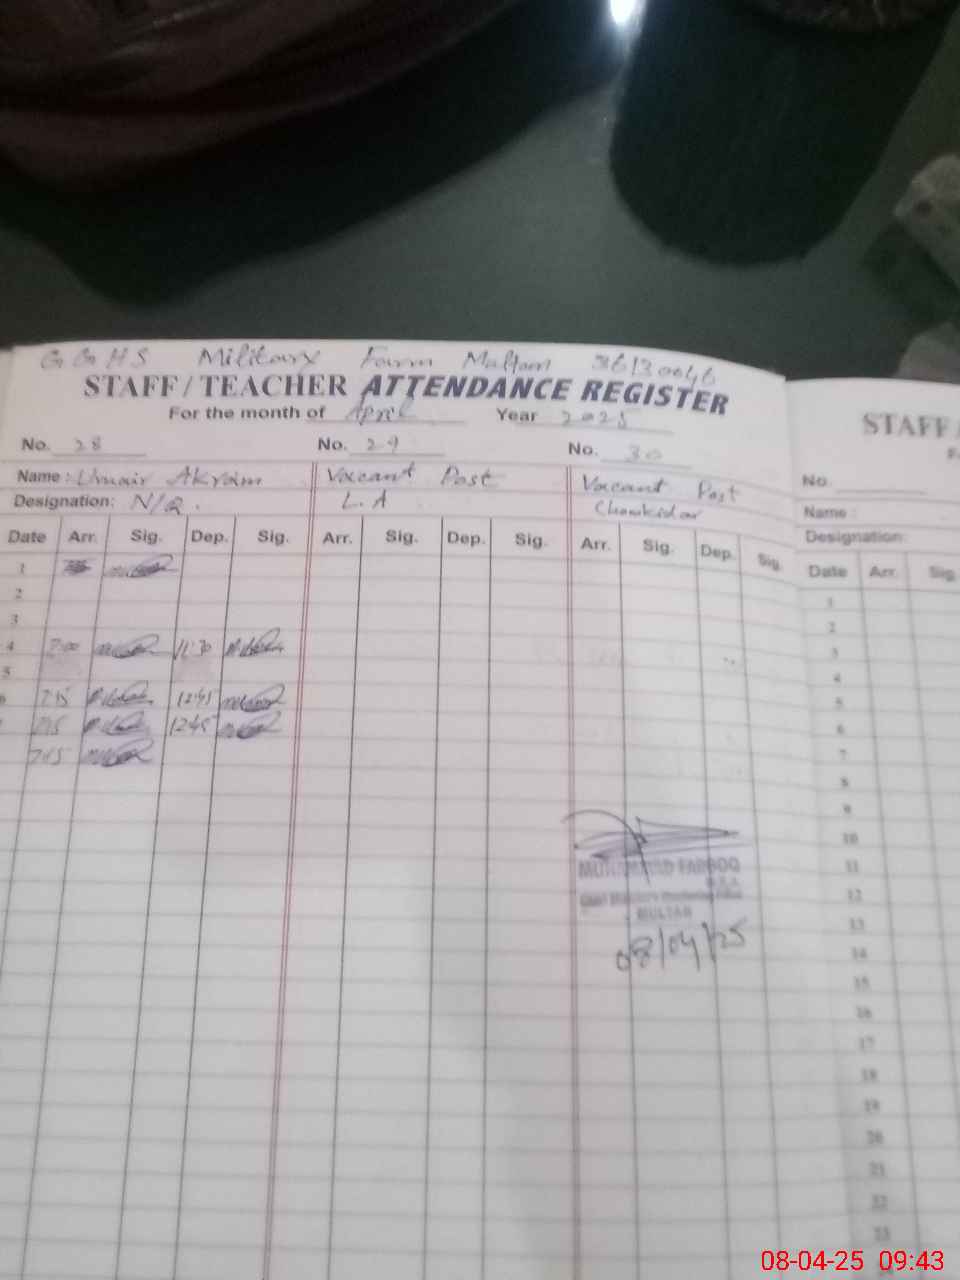 GGHS Military Farm Multan 36130046
STAFF / TEACHER ATTENDANCE REGISTER
For the month of April Year 2025
No. 28 No. 29 No. 30
Name : Umair Akram Vacant Post Vacant Post
Designation: N/Q. L.A Chowkidar
Date Arr. Sig. Dep. Sig. Arr. Sig. Dep. Sig. Arr. Sig. Dep. Sig.
1
2
3
4 7:00 11:30
5
6 7:15 12:45
7:15 12:45
7:15
MUHAMMAD FAROOQ
MULTAN
08/04/25
STAFF /
No.
Name :
Designation:
Date Arr. Sig.
1
2
3
4
5
6
7
8
9
10
11
12
13
14
15
16
17
18
19
20
21
22
23
08-04-25 09:43